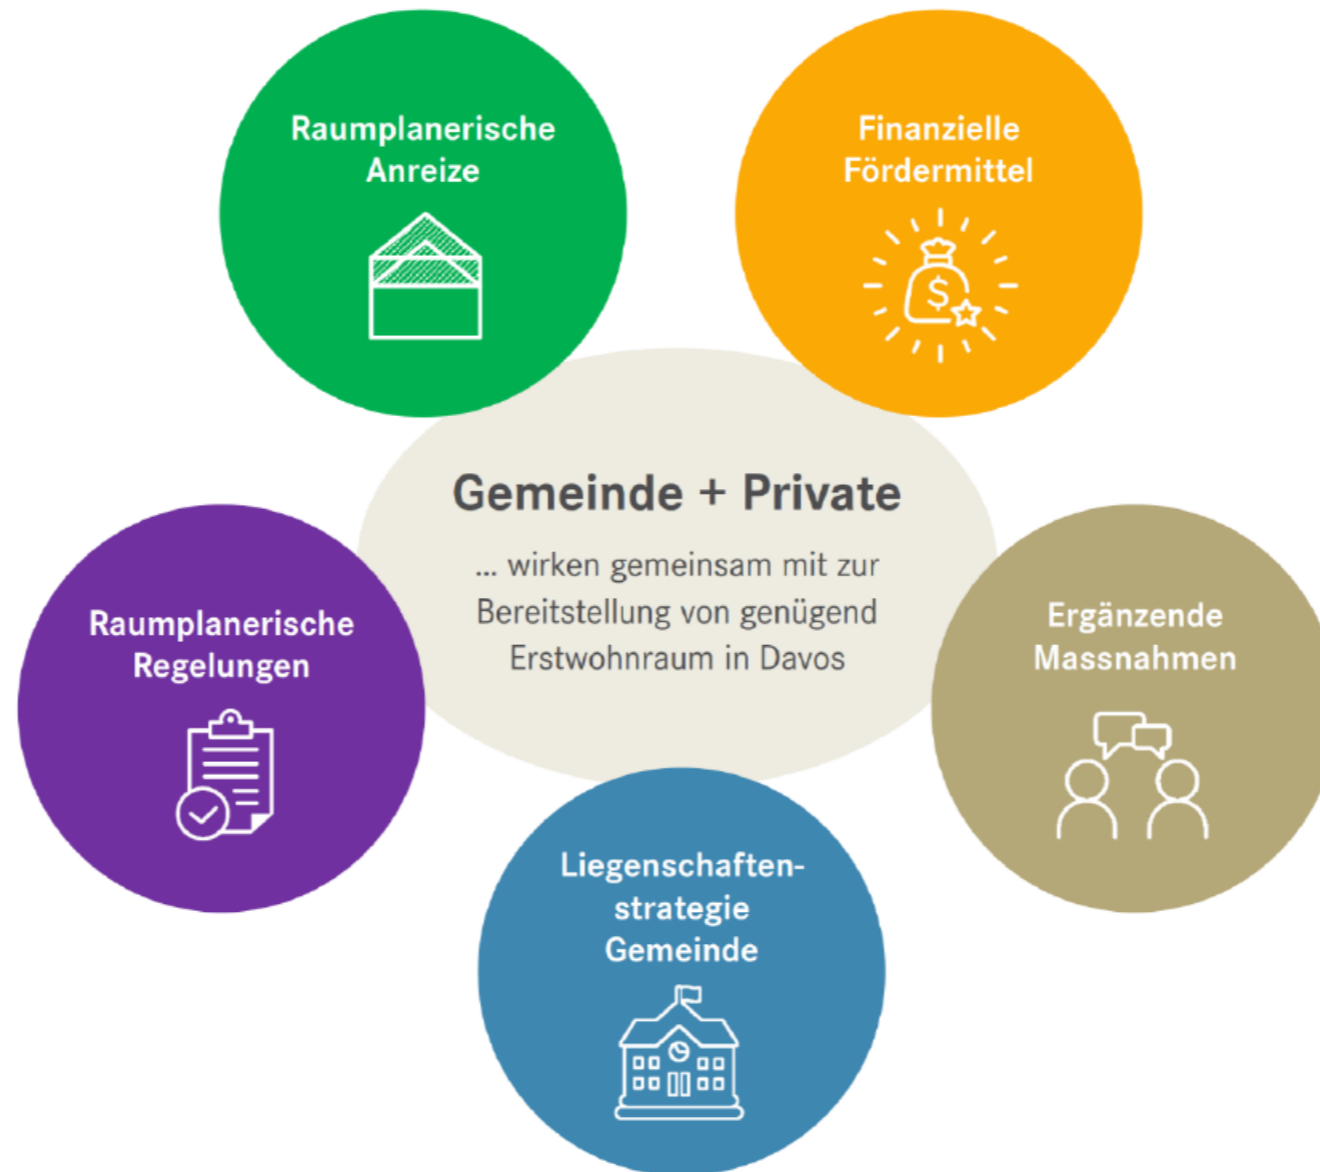 Raumplanerische
Anreize
Finanzielle
Fördermittel
$
Gemeinde + Private
... wirken gemeinsam mit zur
Bereitstellung von genügend
Erstwohnraum in Davos
Raumplanerische
Regelungen
Ergänzende
Massnahmen
Liegenschaften-
strategie
Gemeinde